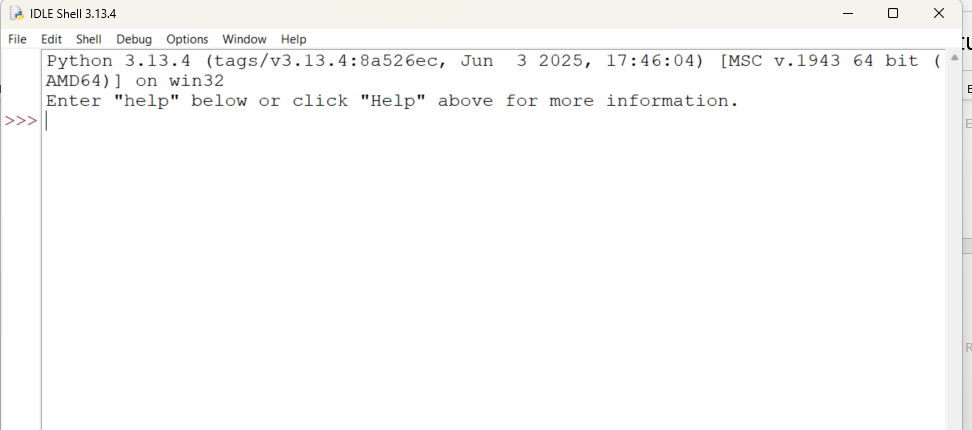 IDLE Shell 3.13.4
File Edit Shell Debug Options Window Help
Python 3.13.4 (tags/v3.13.4:8a526ec, Jun  3 2025, 17:46:04) [MSC v.1943 64 bit (
AMD64)] on win32
Enter "help" below or click "Help" above for more information.
>>>